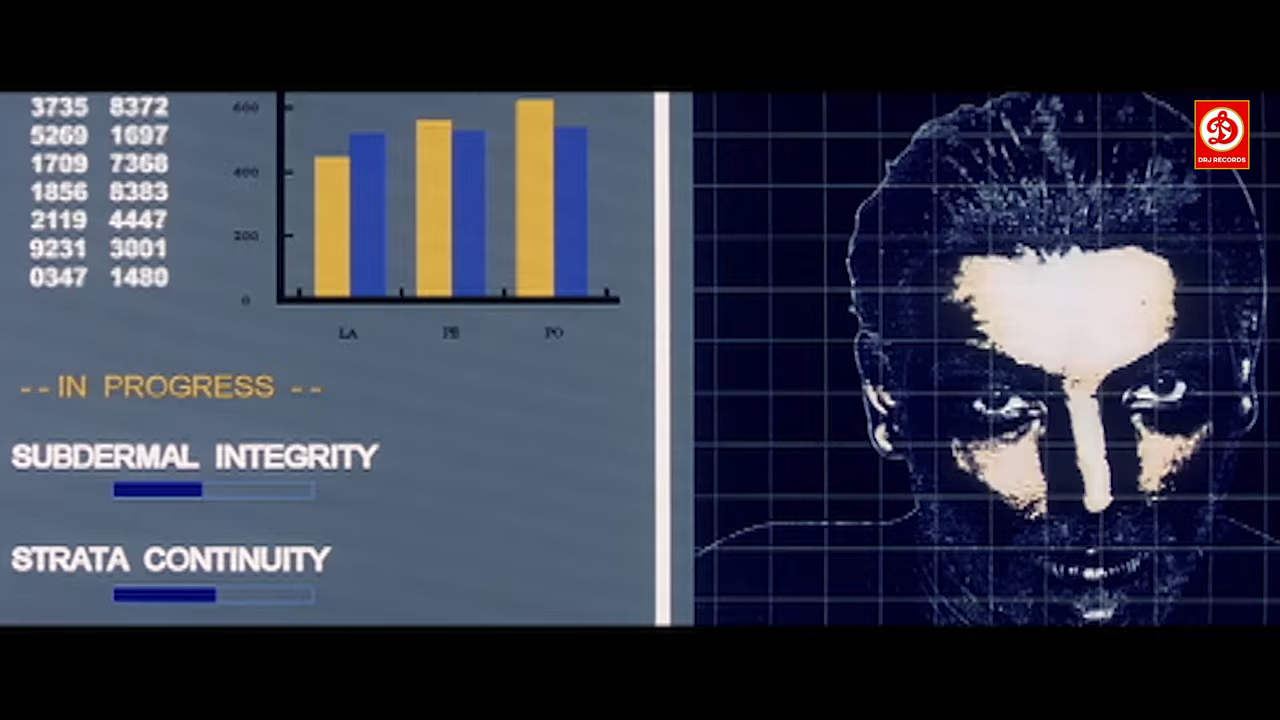 3735 8372
5269 1697
1709 7368
1856 8383
2119 4447
9231 3001
0347 1480
600
400
200
0
LA PE PO
-- IN PROGRESS --
SUBDERMAL INTEGRITY
STRATA CONTINUITY
DRJ RECORDS